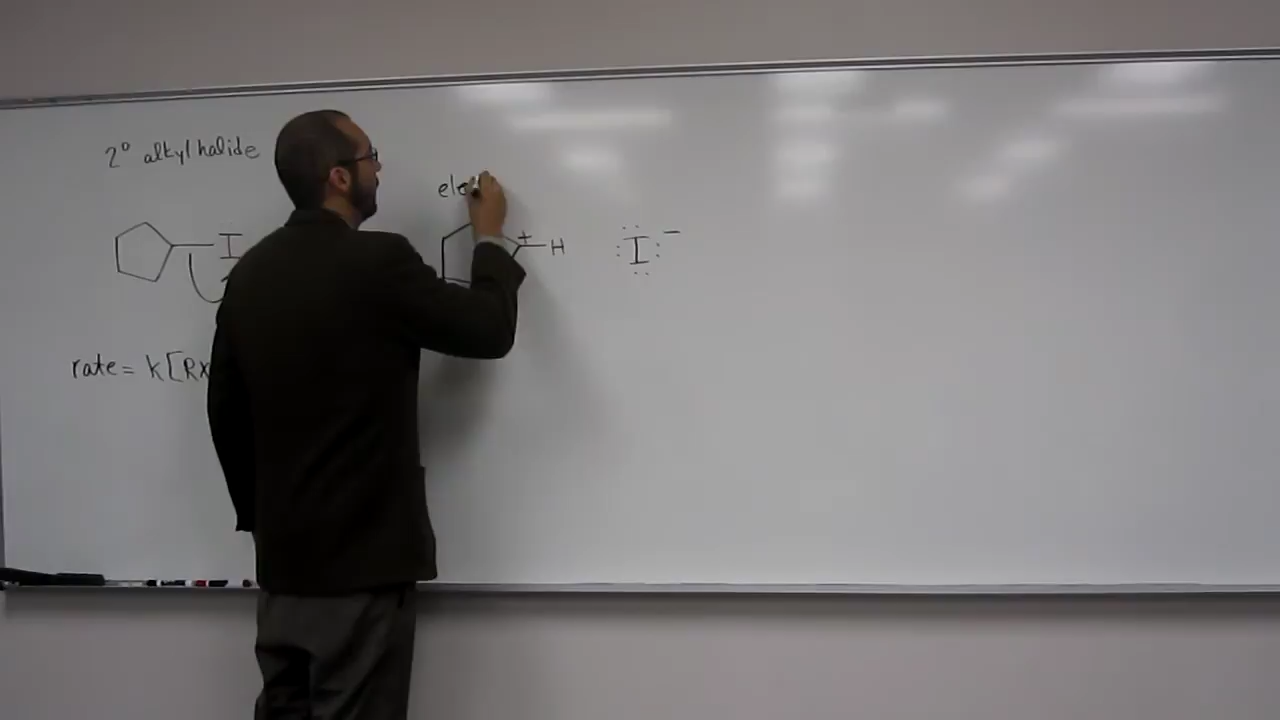 2° alkyl halide
ele
I
+
H
I
−
rate = k[Rx